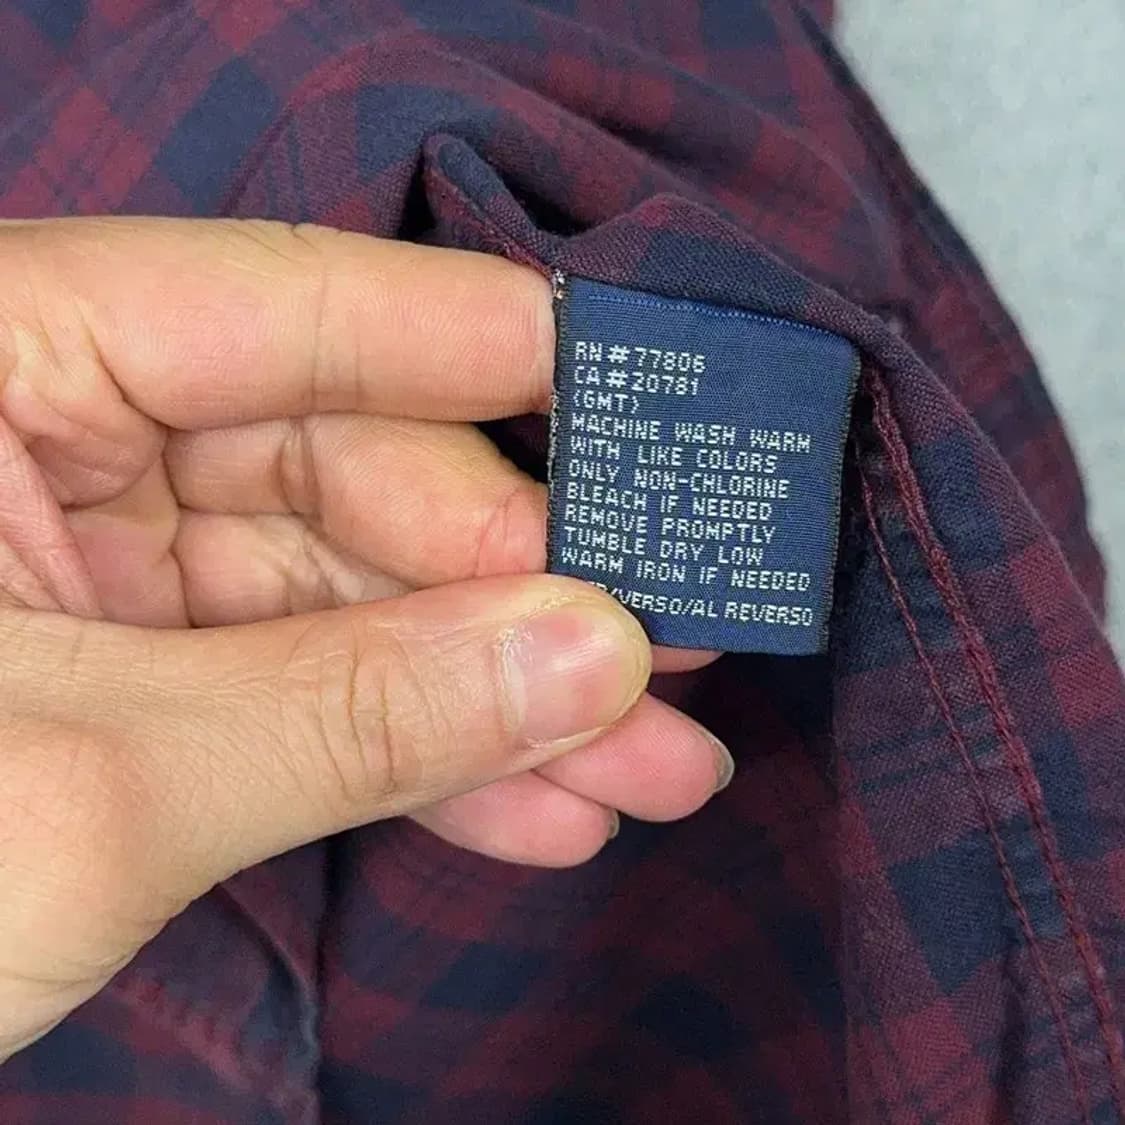 RN#77806
CA#20781
(GMT)
MACHINE WASH WARM
WITH LIKE COLORS
ONLY NON-CHLORINE
BLEACH IF NEEDED
REMOVE PROMPTLY
TUMBLE DRY LOW
WARM IRON IF NEEDED
/VERSO/AL REVERSO